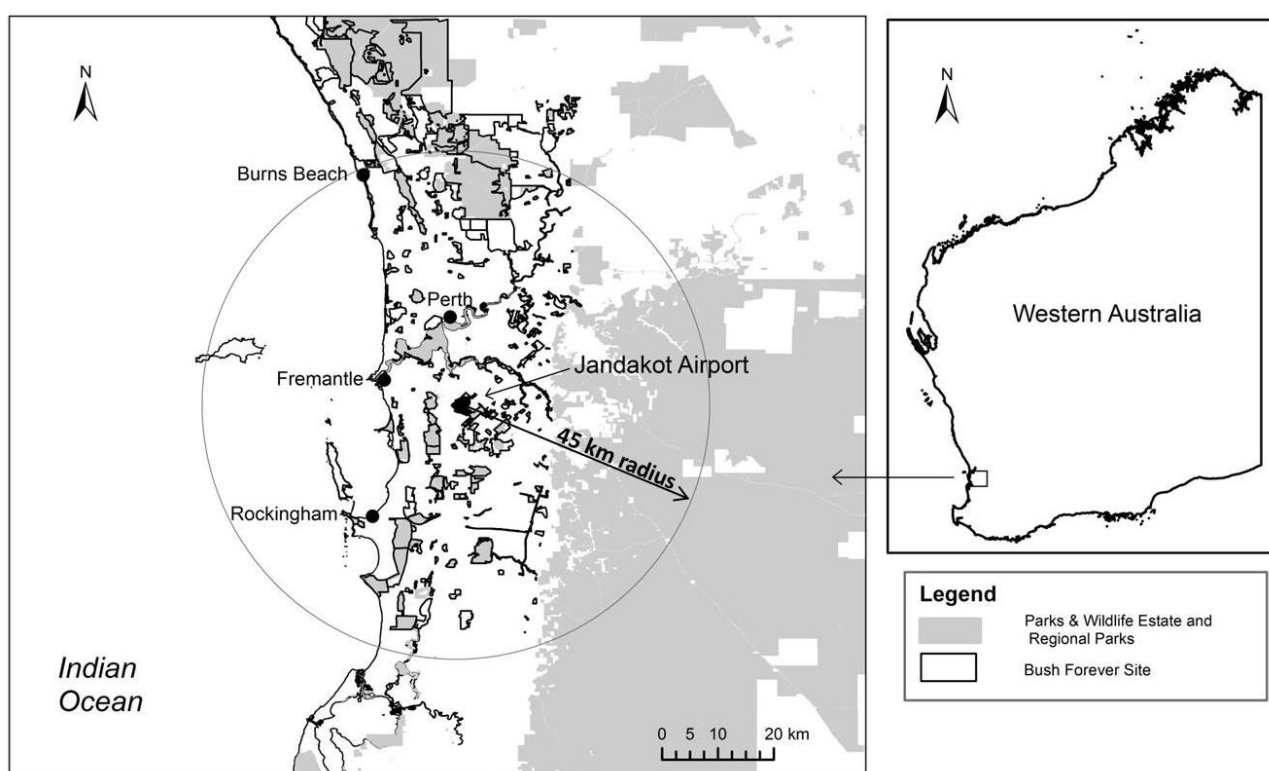 N
Burns Beach
Perth
Fremantle
Jandakot Airport
45 km radius
Rockingham
Indian
Ocean
0 5 10 20 km
N
Western Australia
Legend
Parks & Wildlife Estate and
Regional Parks
Bush Forever Site